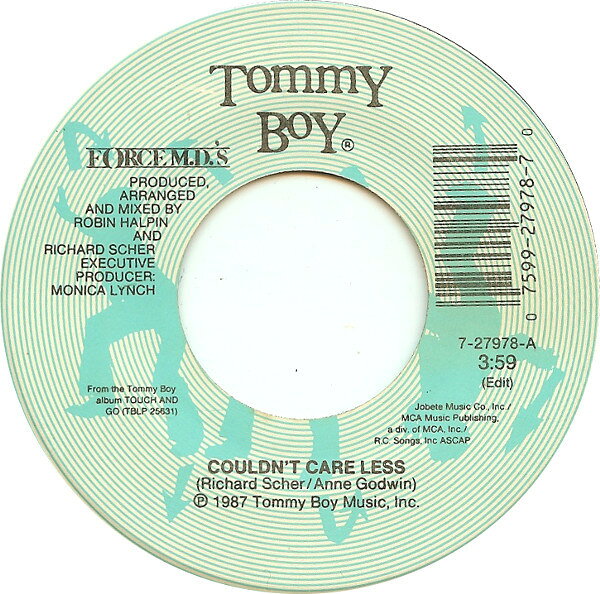 TOMMY
BOY®
FORCE M.D.'S
PRODUCED,
ARRANGED
AND MIXED BY
ROBIN HALPIN
AND
RICHARD SCHER
EXECUTIVE
PRODUCER:
MONICA LYNCH
0 7599-27978-7 0
7-27978-A
3:59
(Edit)
From the Tommy Boy
album TOUCH AND
GO (TBLP 25631)
Jobete Music Co., Inc./
MCA Music Publishing,
a div. of MCA, Inc./
R.C. Songs, Inc ASCAP
COULDN'T CARE LESS
(Richard Scher/Anne Godwin)
℗ 1987 Tommy Boy Music, Inc.